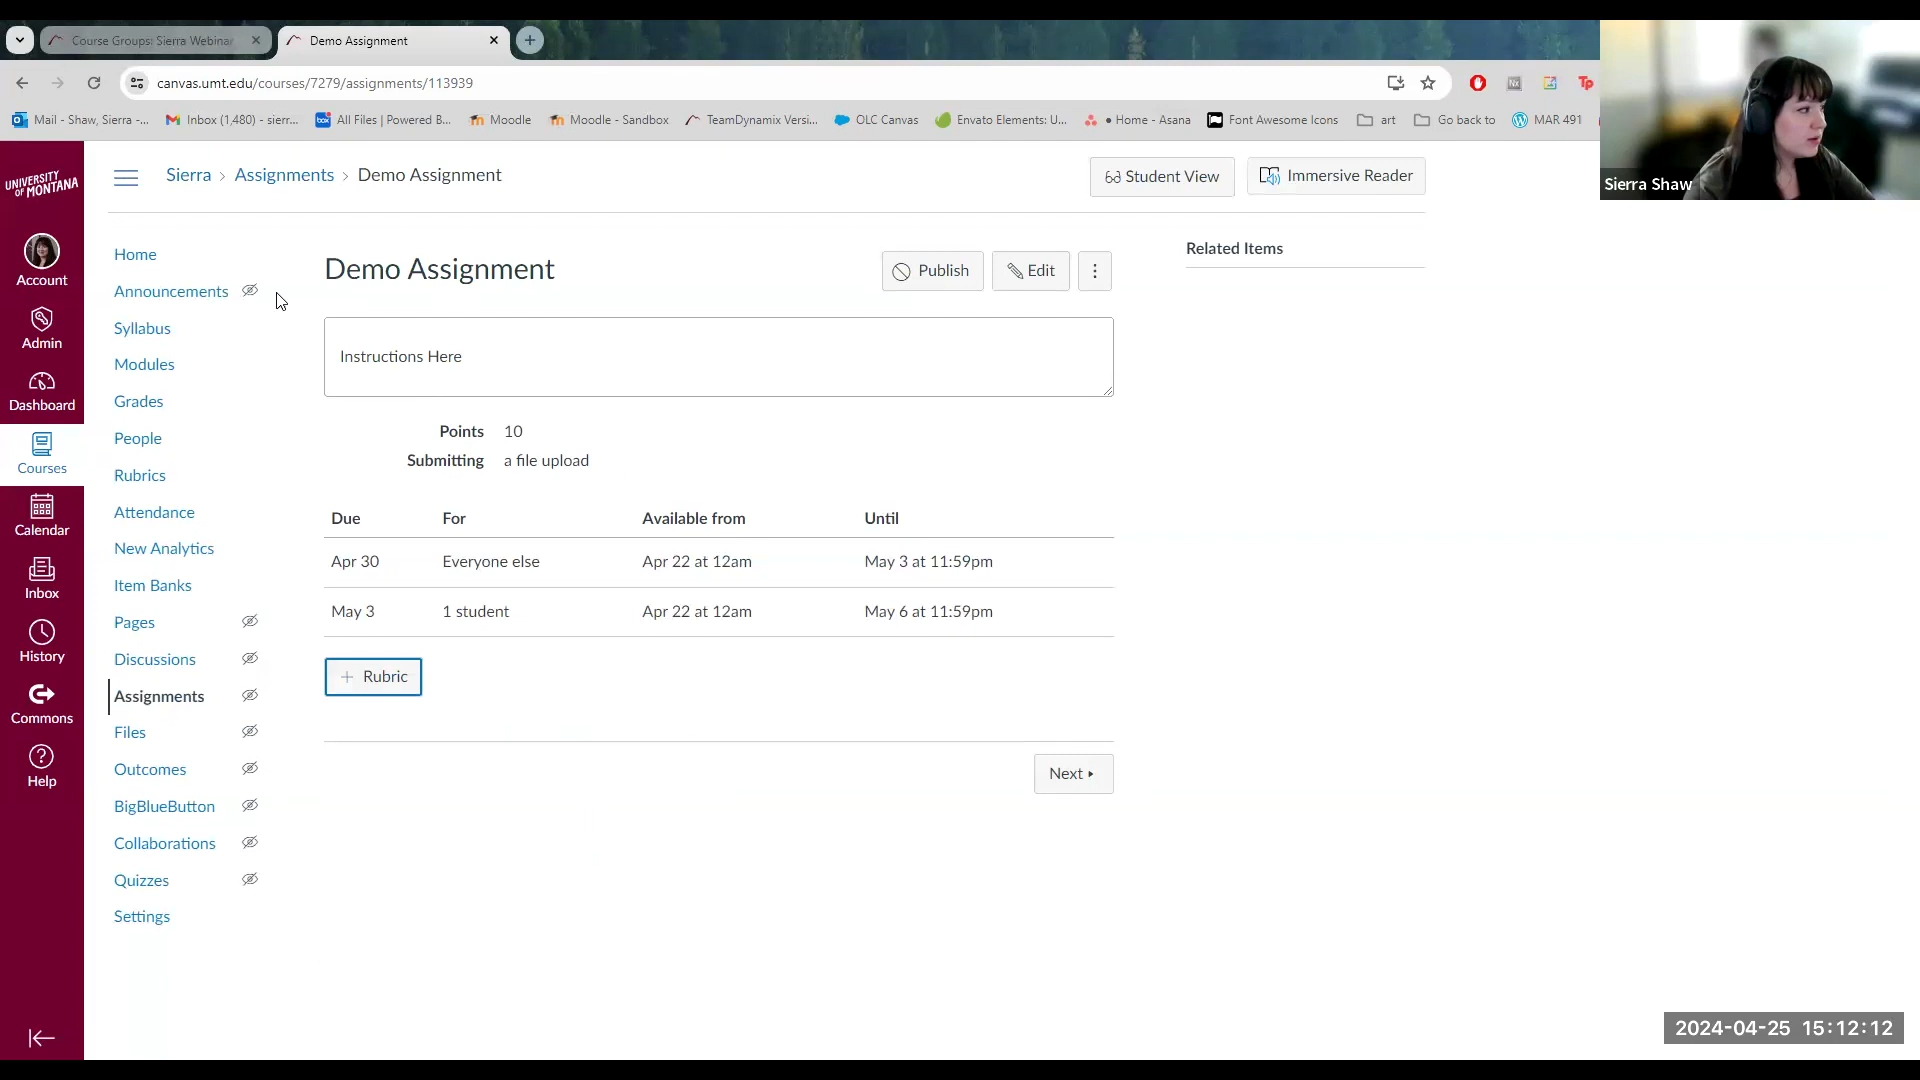 Course Groups: Sierra Webinar
Demo Assignment
canvas.umt.edu/courses/7279/assignments/113939
Mail - Shaw, Sierra -...
Inbox (1,480) - sierr...
box
All Files | Powered B...
Moodle
Moodle - Sandbox
TeamDynamix Versi...
OLC Canvas
Envato Elements: U...
• Home - Asana
Font Awesome Icons
art
Go back to
MAR 491
Tp
Sierra Shaw
UNIVERSITY
OF MONTANA
Account
Admin
Dashboard
Courses
Calendar
Inbox
History
Commons
Help
Sierra › Assignments › Demo Assignment
Student View
Immersive Reader
Home
Announcements
Syllabus
Modules
Grades
People
Rubrics
Attendance
New Analytics
Item Banks
Pages
Discussions
Assignments
Files
Outcomes
BigBlueButton
Collaborations
Quizzes
Settings
Demo Assignment
Publish
Edit
Instructions Here
Points 10
Submitting a file upload
Due For Available from Until
Apr 30 Everyone else Apr 22 at 12am May 3 at 11:59pm
May 3 1 student Apr 22 at 12am May 6 at 11:59pm
+ Rubric
Next ▸
Related Items
2024-04-25 15:12:12